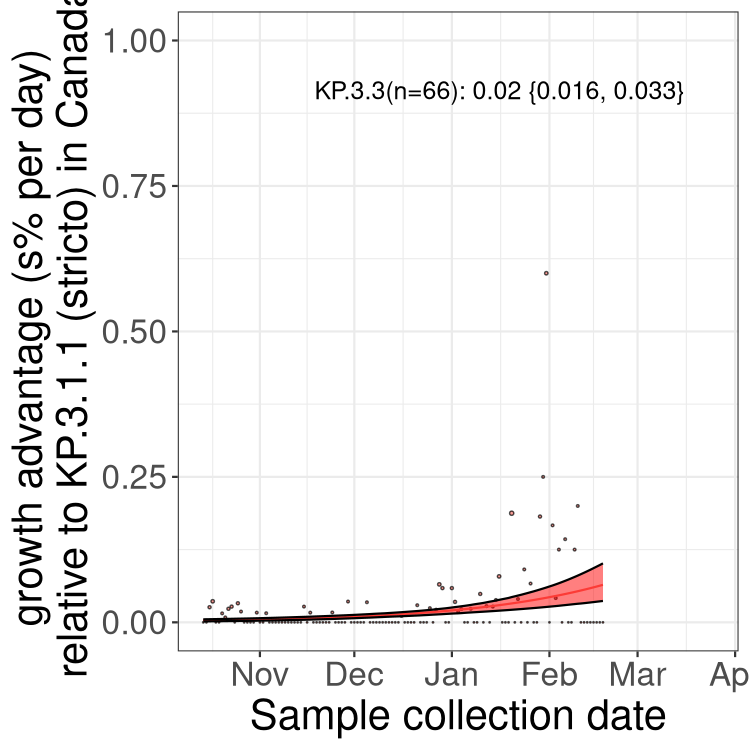 growth advantage (s% per day)
relative to KP.3.1.1 (stricto) in Canada
1.00
0.75
0.50
0.25
0.00
KP.3.3(n=66): 0.02 {0.016, 0.033}
Nov Dec Jan Feb Mar Ap
Sample collection date